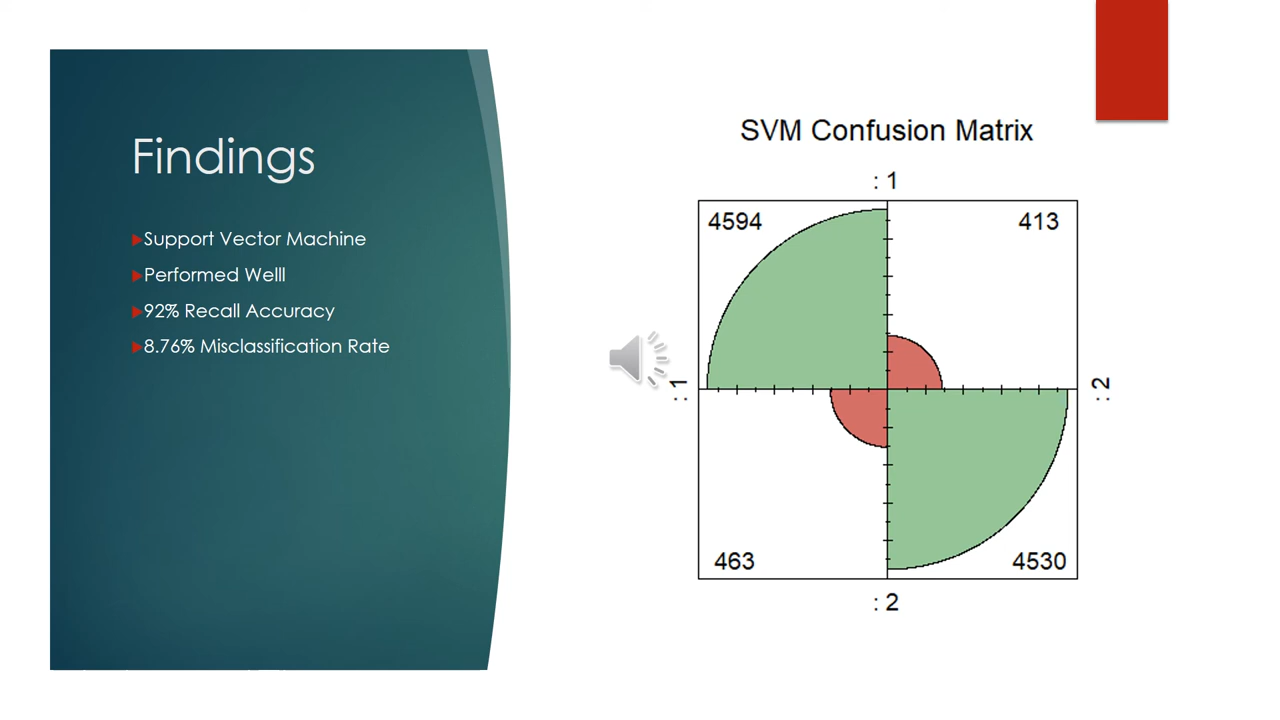 Findings
Support Vector Machine
Performed Welll
92% Recall Accuracy
8.76% Misclassification Rate
SVM Confusion Matrix
: 1
4594
413
: 1
: 2
463
4530
: 2